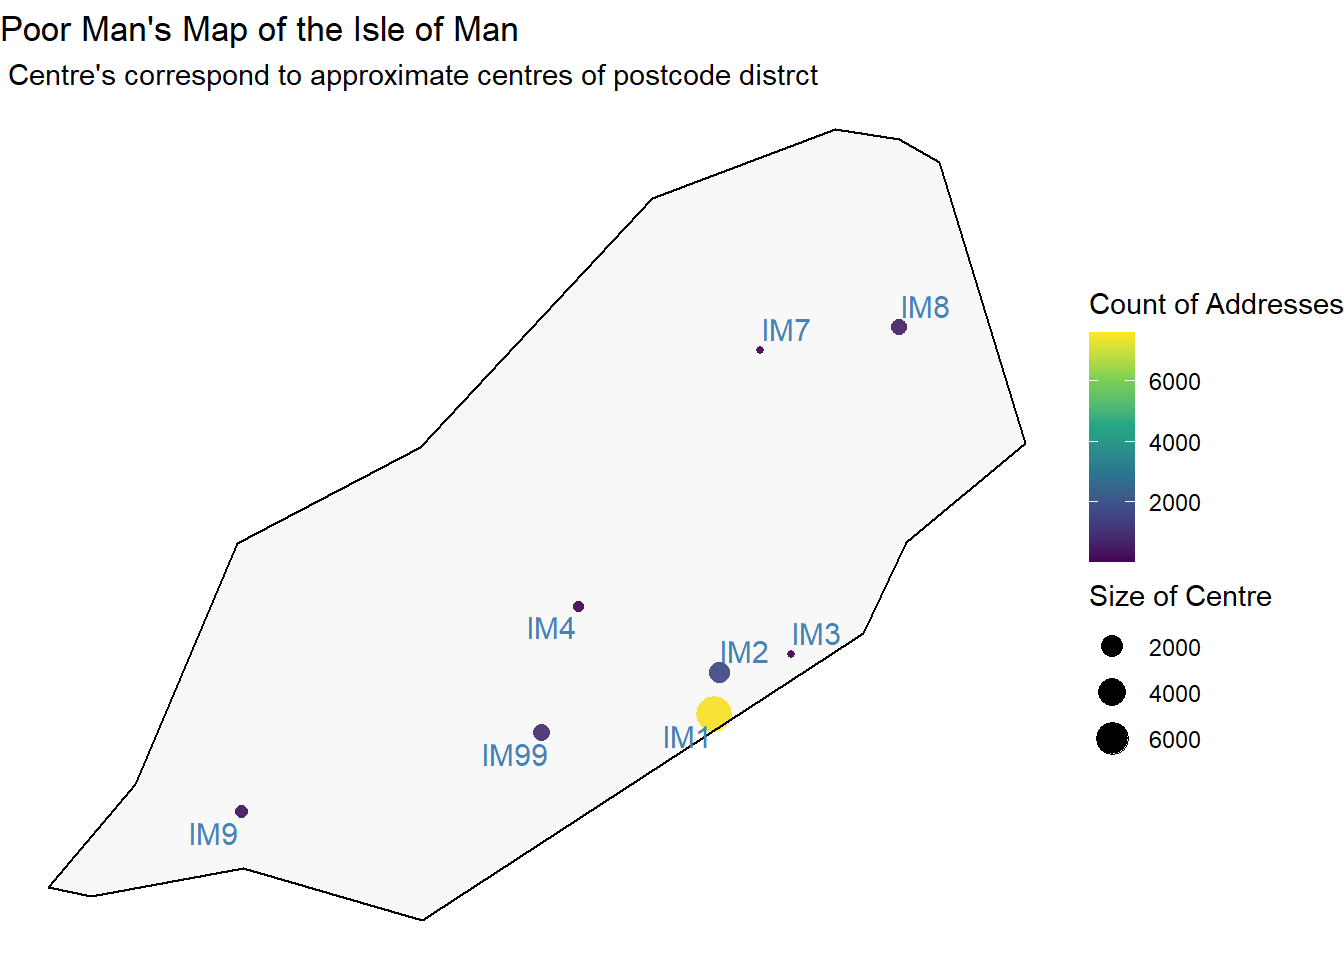 Poor Man's Map of the Isle of Man
Centre's correspond to approximate centres of postcode distrct
IM8
IM7
IM4
IM3
IM2
IM1
IM99
IM9
Count of Addresses
6000
4000
2000
Size of Centre
2000
4000
6000